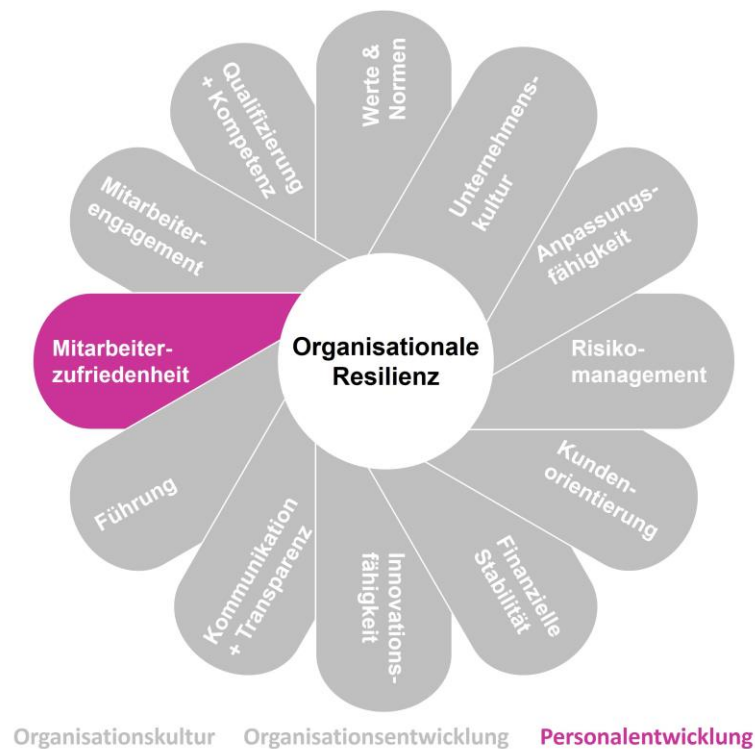 Werte &
Normen
Unternehmens-
kultur
Anpassungs-
fähigkeit
Risiko-
management
Kunden-
orientierung
Finanzielle
Stabilität
Innovations-
fähigkeit
Kommunikation
+ Transparenz
Führung
Mitarbeiter-
zufriedenheit
Mitarbeiter-
engagement
Qualifizierung
+ Kompetenz
Organisationale
Resilienz
Organisationskultur Organisationsentwicklung Personalentwicklung